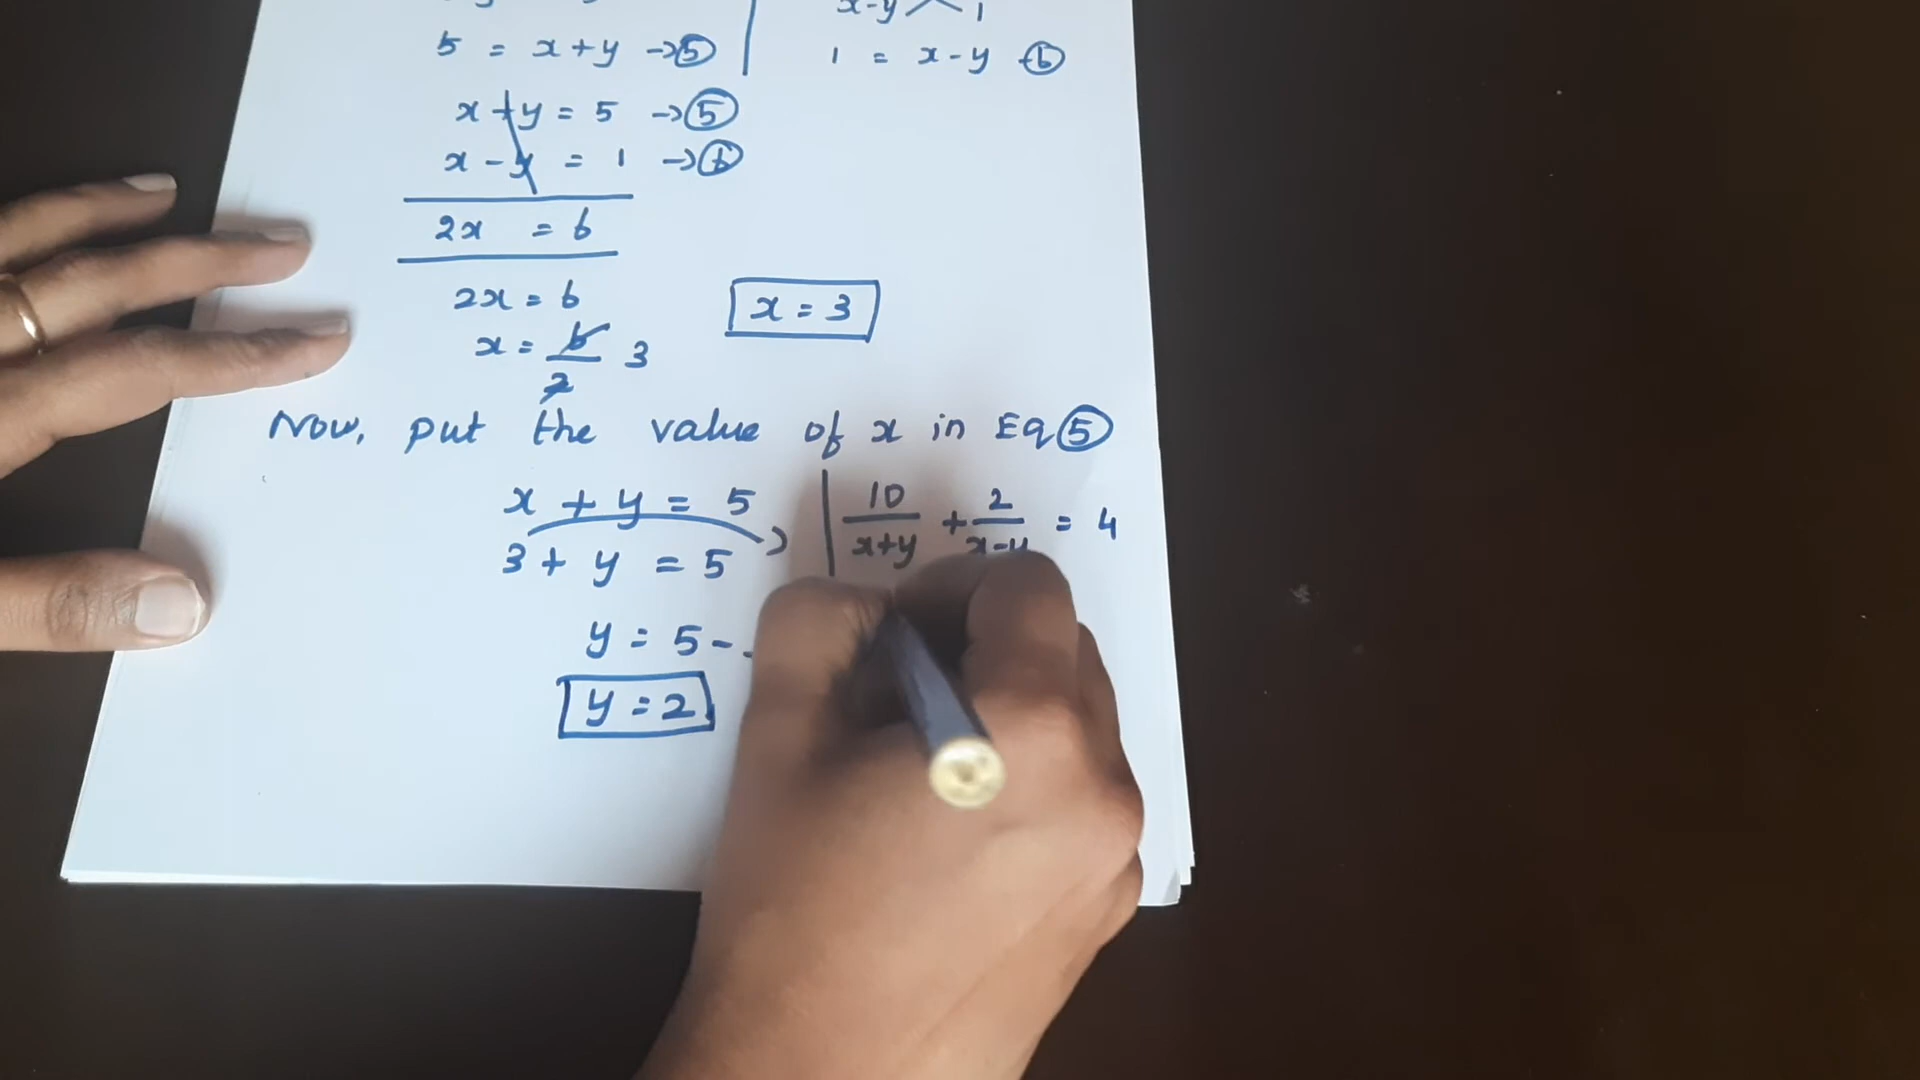 5 = x+y →⑤
x-y 1
1 = x-y ⑥
x+y = 5 →⑤
x-y = 1 →⑥
2x = 6
2x = 6
x = 6/2 3
x = 3
Now, put the value of x in Eq ⑤
x + y = 5
3 + y = 5
y = 5 -
y = 2
10/x+y + 2/x-y = 4